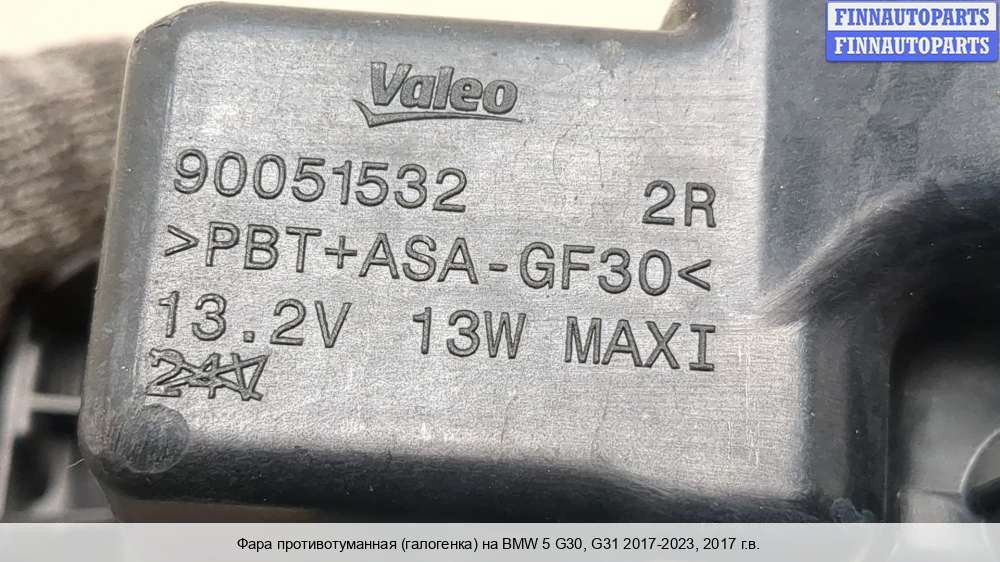 FINNAUTOPARTS
FINNAUTOPARTS
Valeo
90051532 2R
>PBT+ASA-GF30<
13.2V 13W MAXI
24V
Фара противотуманная (галогенка) на BMW 5 G30, G31 2017-2023, 2017 г.в.